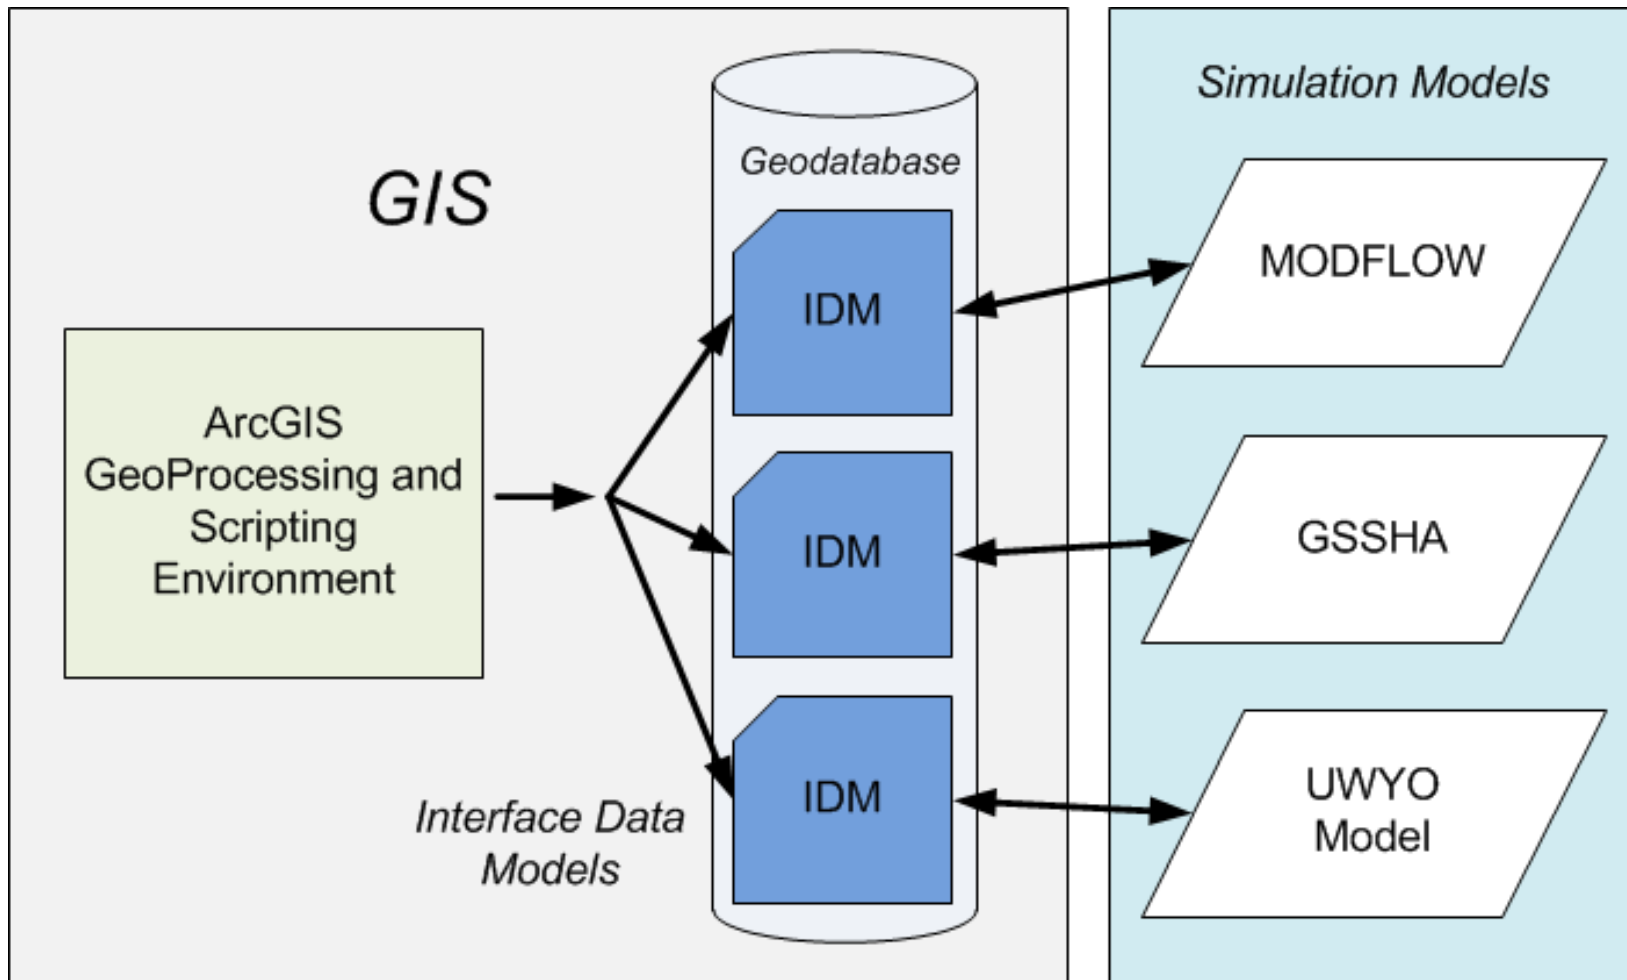 GIS
ArcGIS
GeoProcessing and
Scripting
Environment
Interface Data
Models
Geodatabase
IDM
IDM
IDM
Simulation Models
MODFLOW
GSSHA
UWYO
Model